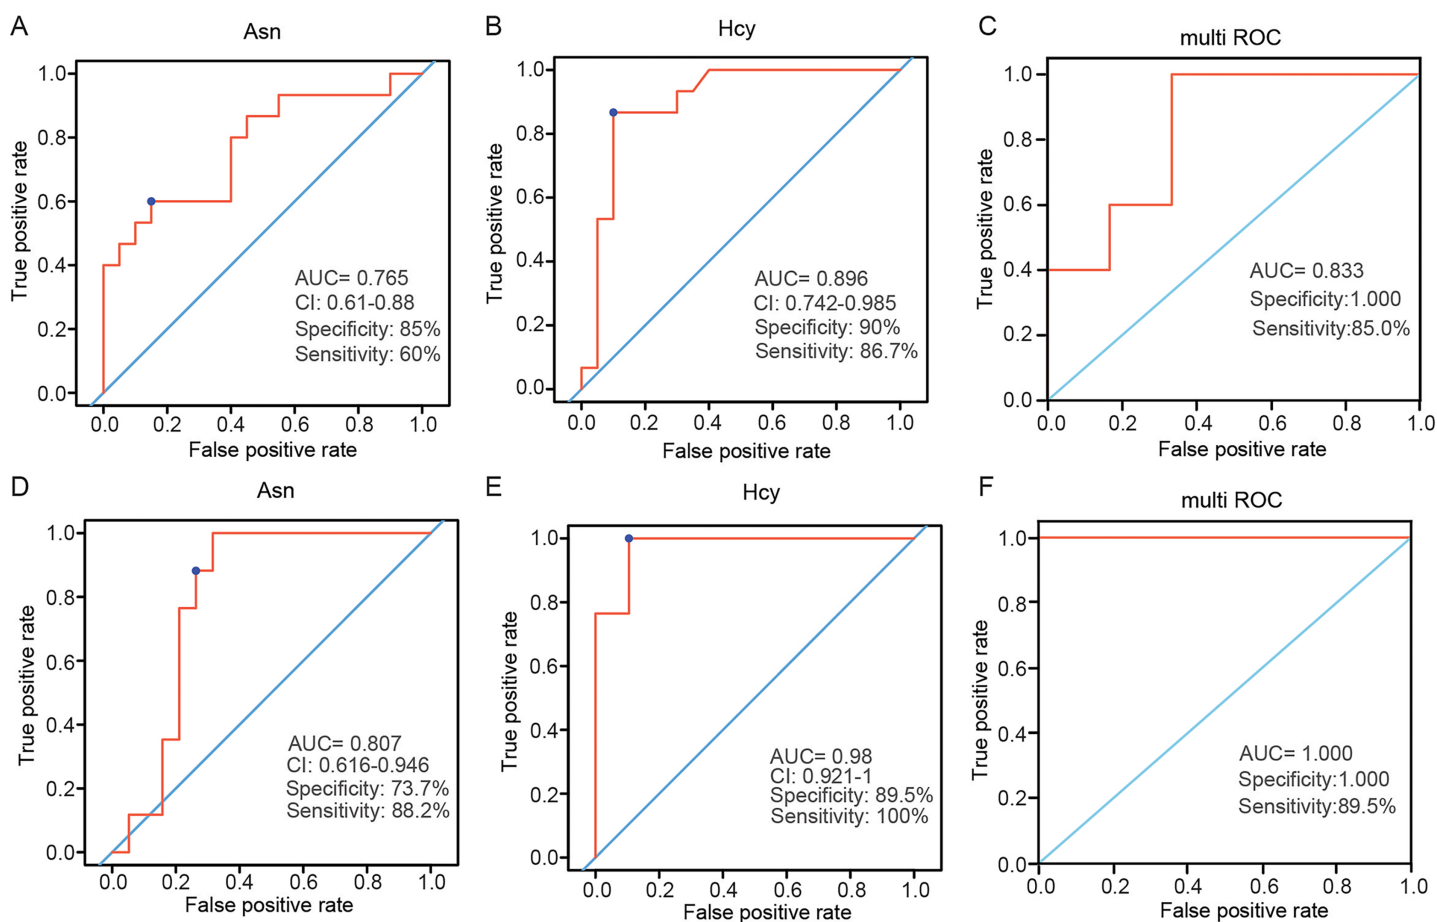 A
Asn
1.0
0.8
0.6
0.4
0.2
0.0
True positive rate
AUC= 0.765
CI: 0.61-0.88
Specificity: 85%
Sensitivity: 60%
0.0 0.2 0.4 0.6 0.8 1.0
False positive rate
B
Hcy
1.0
0.8
0.6
0.4
0.2
0.0
True positive rate
AUC= 0.896
CI: 0.742-0.985
Specificity: 90%
Sensitivity: 86.7%
0.0 0.2 0.4 0.6 0.8 1.0
False positive rate
C
multi ROC
1.0
0.8
0.6
0.4
0.2
0.0
True positive rate
AUC= 0.833
Specificity:1.000
Sensitivity:85.0%
0.0 0.2 0.4 0.6 0.8 1.0
False positive rate
D
Asn
1.0
0.8
0.6
0.4
0.2
0.0
True positive rate
AUC= 0.807
CI: 0.616-0.946
Specificity: 73.7%
Sensitivity: 88.2%
0.0 0.2 0.4 0.6 0.8 1.0
False positive rate
E
Hcy
1.0
0.8
0.6
0.4
0.2
0.0
True positive rate
AUC= 0.98
CI: 0.921-1
Specificity: 89.5%
Sensitivity: 100%
0.0 0.2 0.4 0.6 0.8 1.0
False positive rate
F
multi ROC
1.0
0.8
0.6
0.4
0.2
0.0
True positive rate
AUC= 1.000
Specificity:1.000
Sensitivity:89.5%
0.0 0.2 0.4 0.6 0.8 1.0
False positive rate